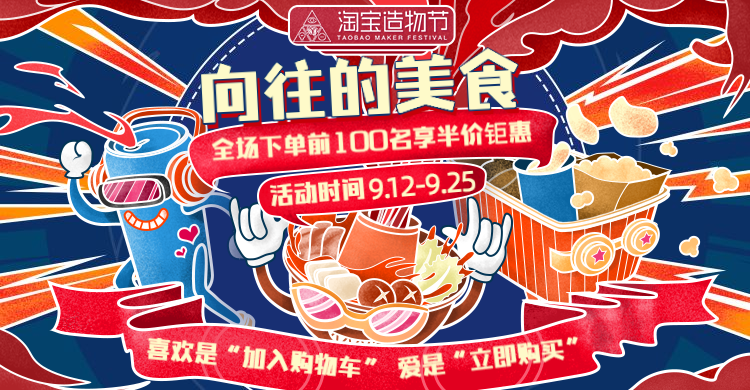 淘宝造物节
TAOBAO MAKER FESTIVAL
向往的美食
全场下单前100名享半价钜惠
活动时间9.12-9.25
喜欢是“加入购物车” 爱是“立即购买”